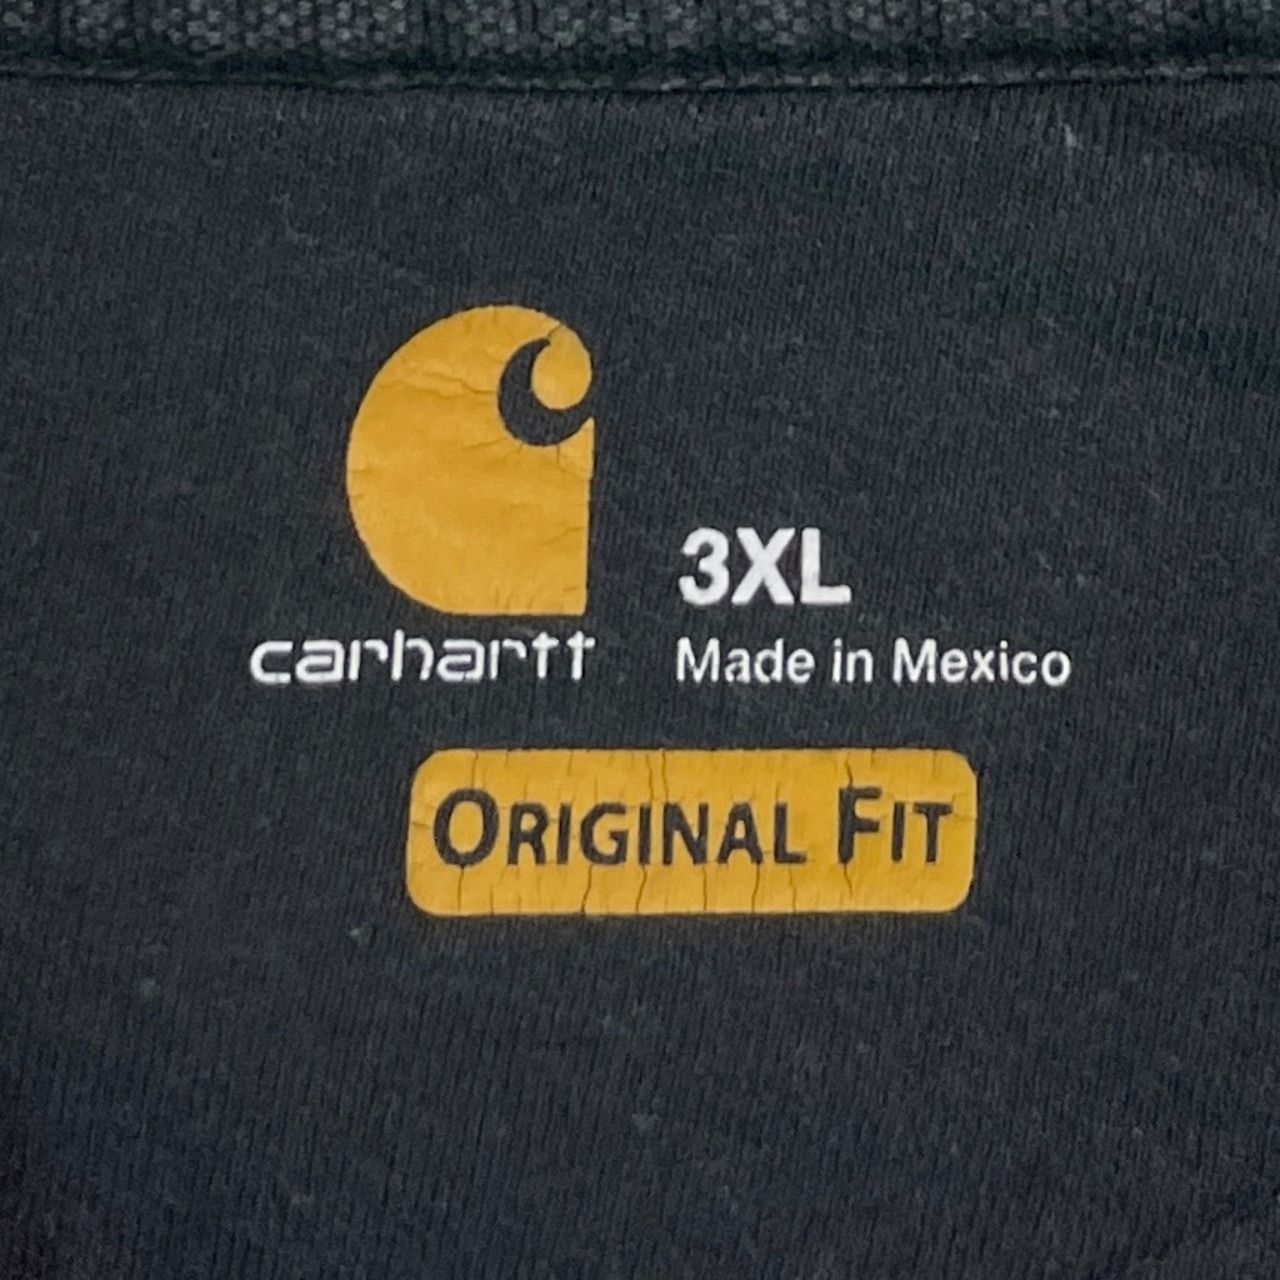 3XL
carhartt
Made in Mexico
ORIGINAL FIT